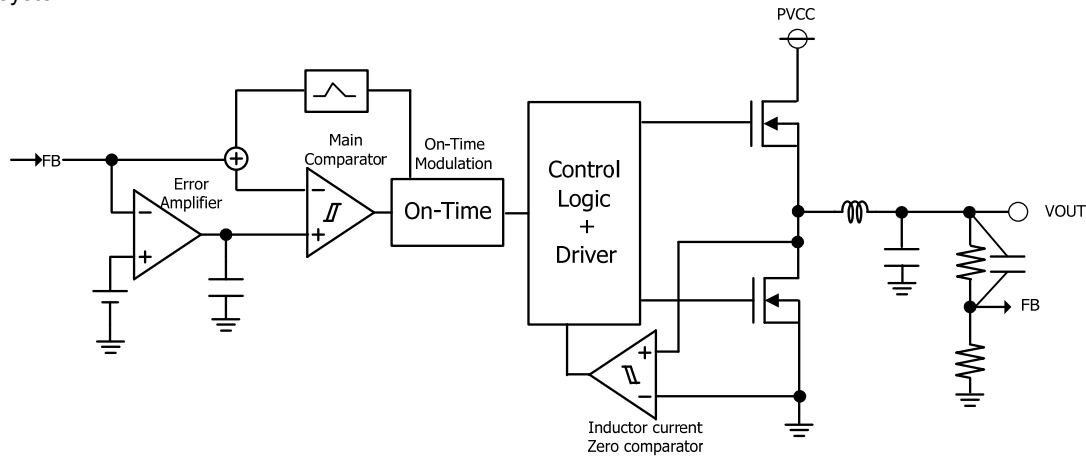 PVCC
FB
Error
Amplifier
Main
Comparator
On-Time
Modulation
On-Time
Control
Logic
+
Driver
VOUT
FB
Inductor current
Zero comparator